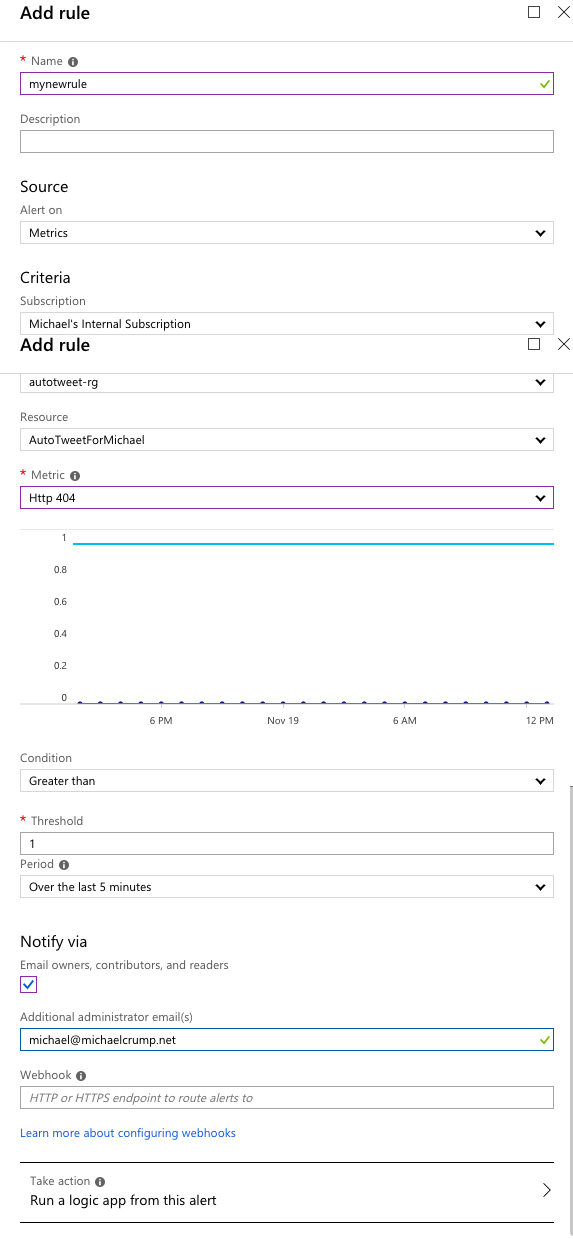 Add rule
* Name
mynewrule
Description
Source
Alert on
Metrics
Criteria
Subscription
Michael's Internal Subscription
Add rule
autotweet-rg
Resource
AutoTweetForMichael
* Metric
Http 404
1
0.8
0.6
0.4
0.2
0
6 PM Nov 19 6 AM 12 PM
Condition
Greater than
* Threshold
1
Period
Over the last 5 minutes
Notify via
Email owners, contributors, and readers
Additional administrator email(s)
michael@michaelcrump.net
Webhook
HTTP or HTTPS endpoint to route alerts to
Learn more about configuring webhooks
Take action
Run a logic app from this alert